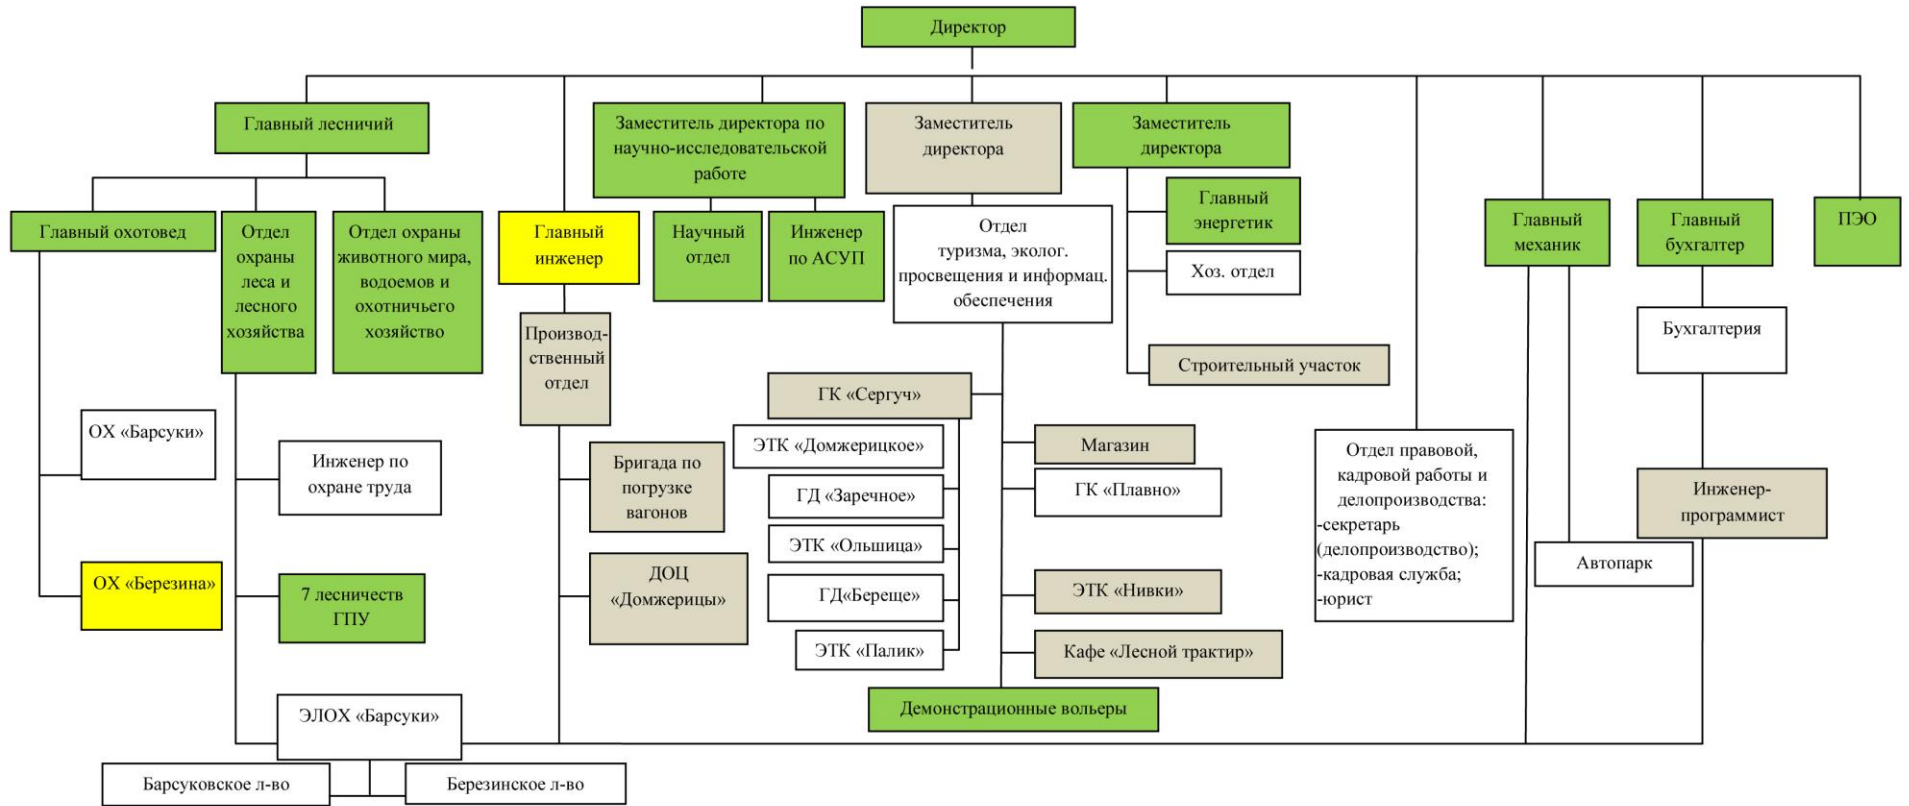 Директор
Главный лесничий
Заместитель директора по
научно-исследовательской
работе
Заместитель
директора
Заместитель
директора
Главный охотовед
Отдел
охраны
леса и
лесного
хозяйства
Отдел охраны
животного мира,
водоемов и
охотничьего
хозяйство
Главный
инженер
Научный
отдел
Инженер
по АСУП
Отдел
туризма, эколог.
просвещения и информац.
обеспечения
Главный
энергетик
Хоз. отдел
Главный
механик
Главный
бухгалтер
ПЭО
Производ-
ственный
отдел
Бухгалтерия
Строительный участок
ГК «Сергуч»
ОХ «Барсуки»
Инженер по
охране труда
Бригада по
погрузке
вагонов
ЭТК «Домжерицкое»
Магазин
ГД «Заречное»
ГК «Плавно»
Отдел правовой,
кадровой работы и
делопроизводства:
-секретарь
(делопроизводство);
-кадровая служба;
-юрист
Инженер-
программист
ЭТК «Ольшица»
Автопарк
ОХ «Березина»
7 лесничеств
ГПУ
ДОЦ
«Домжерицы»
ГД«Береще»
ЭТК «Нивки»
ЭТК «Палик»
Кафе «Лесной трактир»
ЭЛОХ «Барсуки»
Демонстрационные вольеры
Барсуковское л-во
Березинское л-во